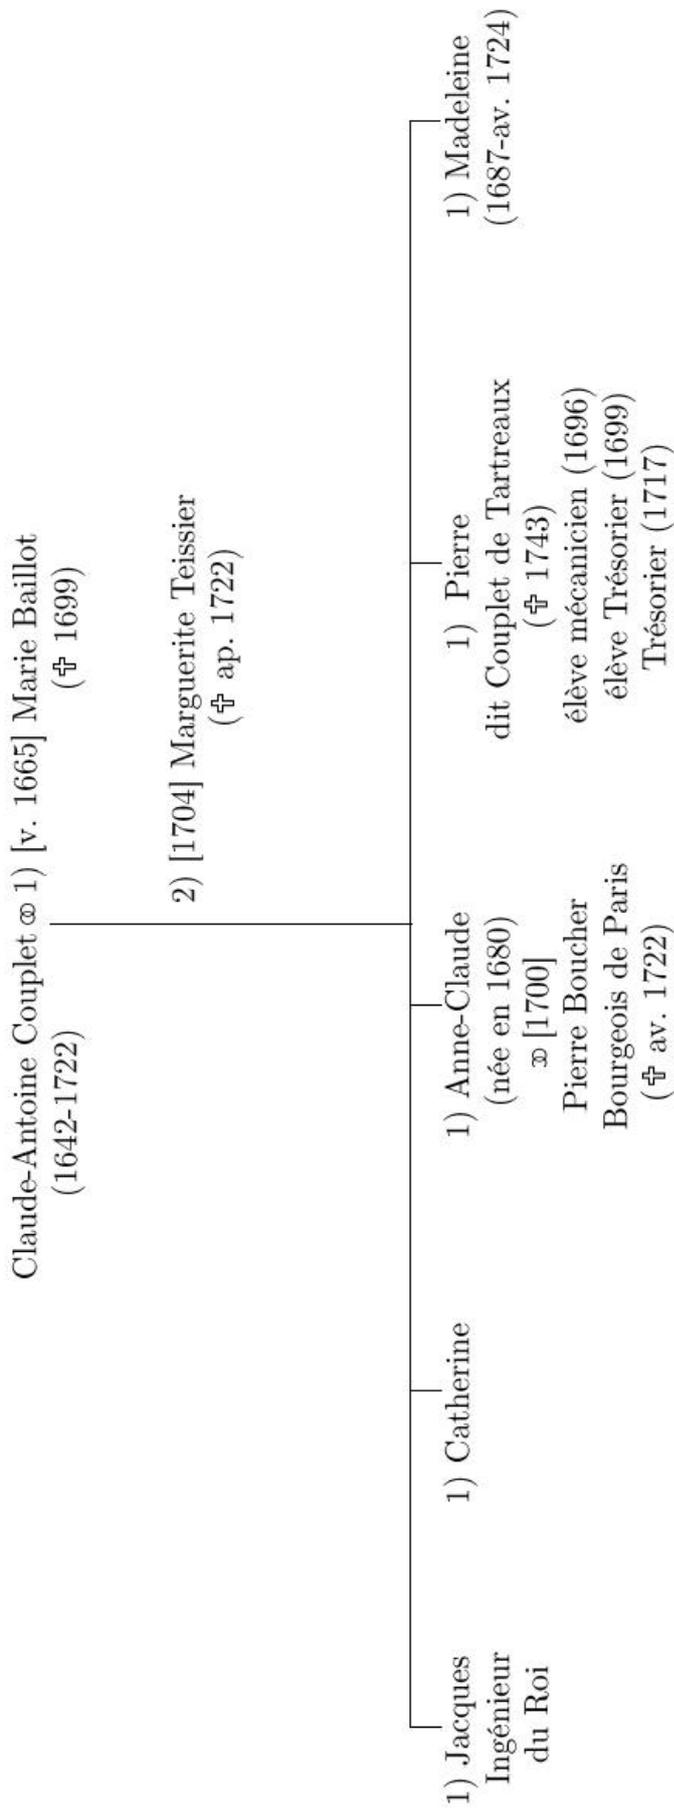 Claude-Antoine Couplet ⚭ 1) [v. 1665] Marie Baillot
(1642-1722)
(✞ 1699)
2) [1704] Marguerite Teissier
(✞ ap. 1722)
1) Jacques
Ingénieur
du Roi
1) Catherine
1) Anne-Claude
(née en 1680)
⚭ [1700]
Pierre Boucher
Bourgeois de Paris
(✞ av. 1722)
1) Pierre
dit Couplet de Tartreaux
(✞ 1743)
élève mécanicien (1696)
élève Trésorier (1699)
Trésorier (1717)
1) Madeleine
(1687-av. 1724)